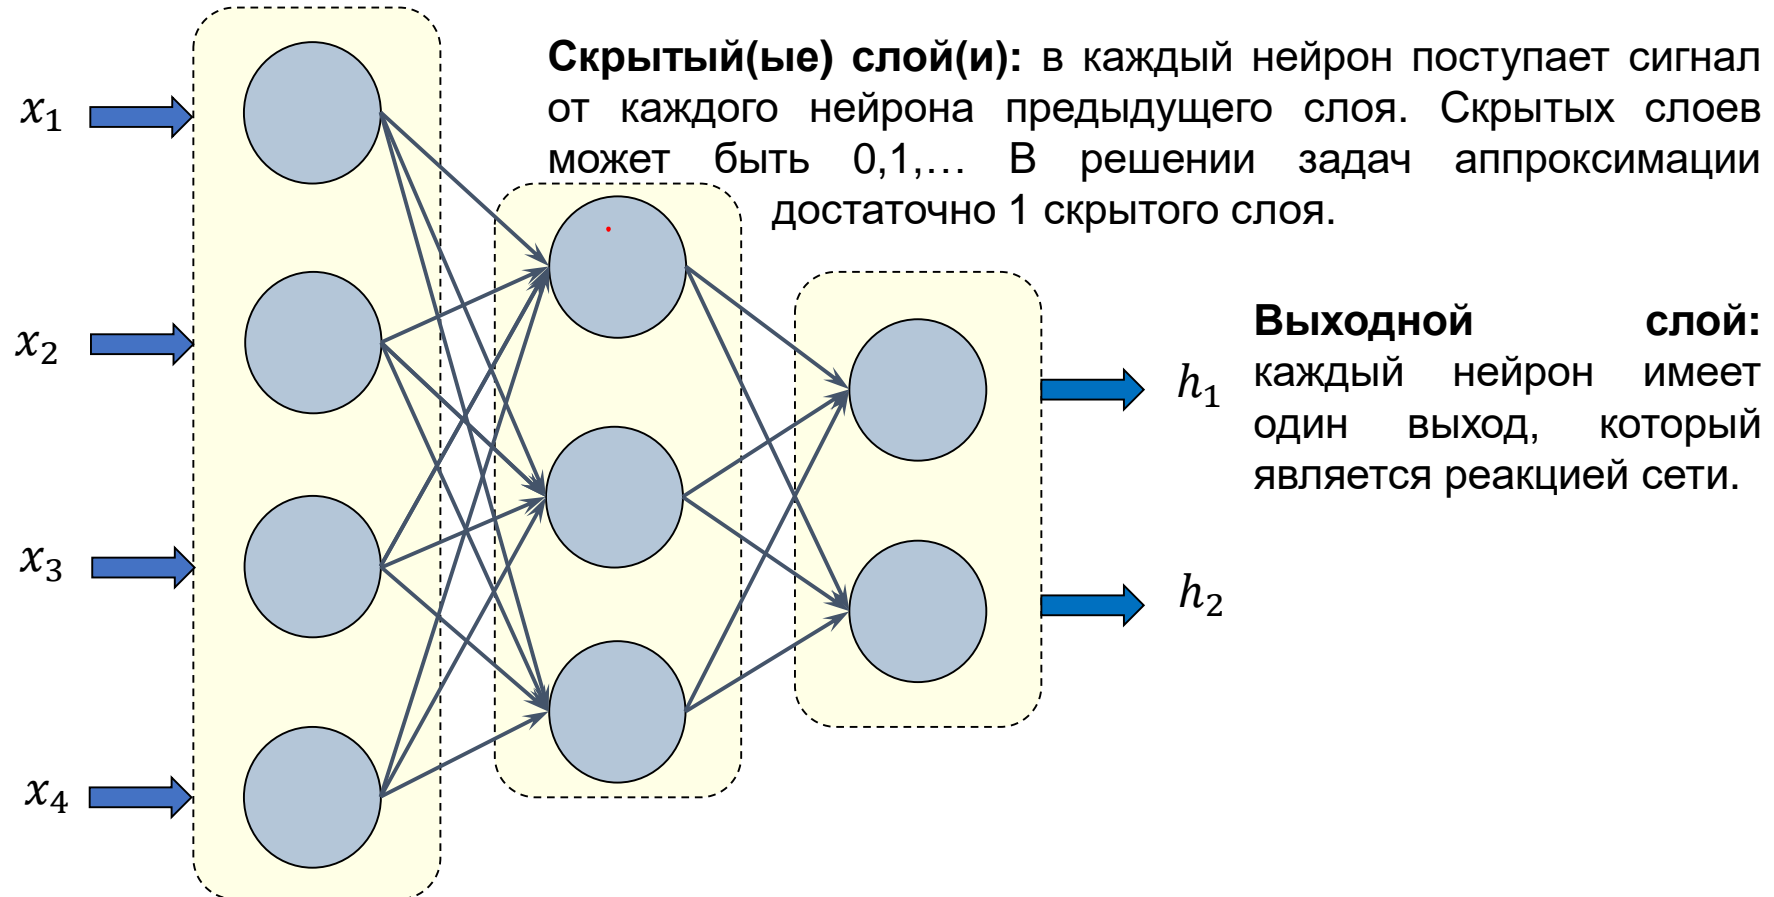 Скрытый(ые) слой(и): в каждый нейрон поступает сигнал
от каждого нейрона предыдущего слоя. Скрытых слоев
может быть 0,1,… В решении задач аппроксимации
достаточно 1 скрытого слоя.
x₁
x₂
x₃
x₄
h₁
h₂
Выходной слой:
каждый нейрон имеет
один выход, который
является реакцией сети.